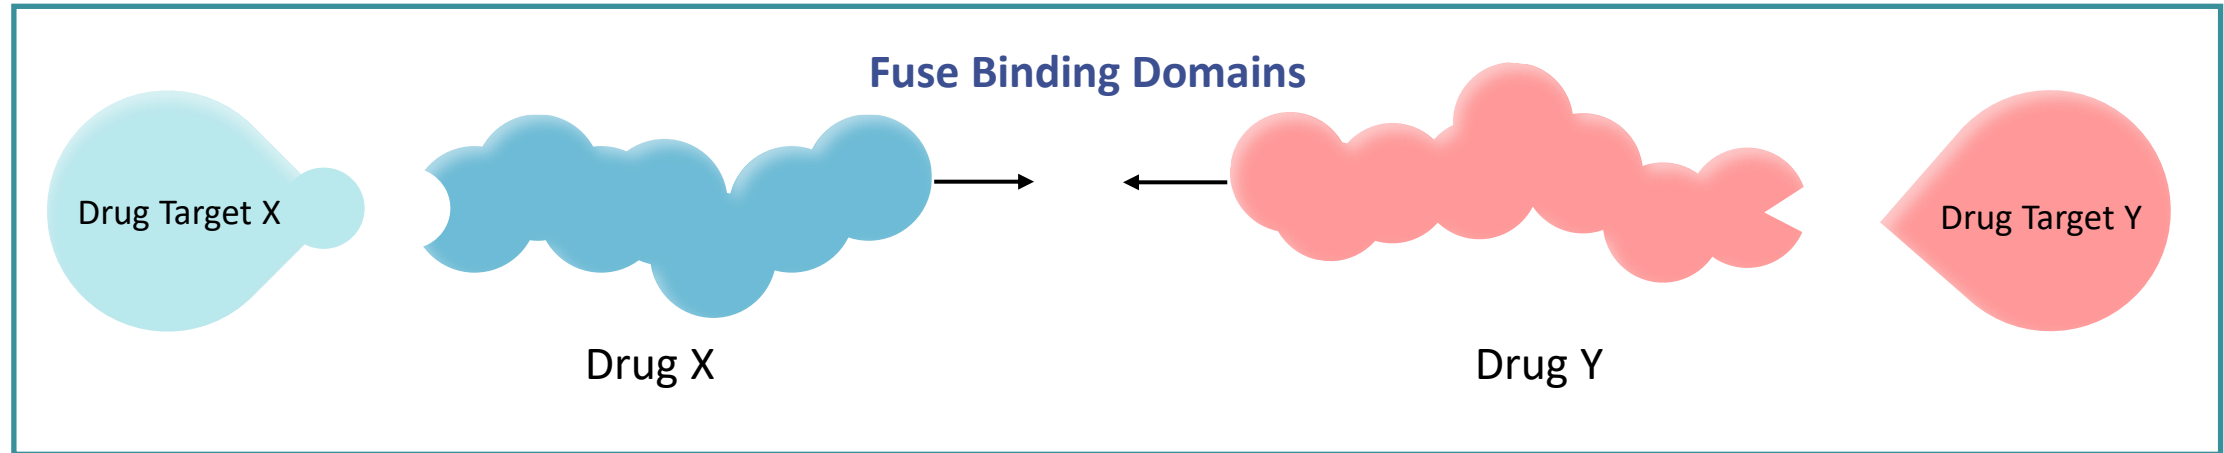 Fuse Binding Domains
Drug Target X
Drug Target Y
Drug X
Drug Y